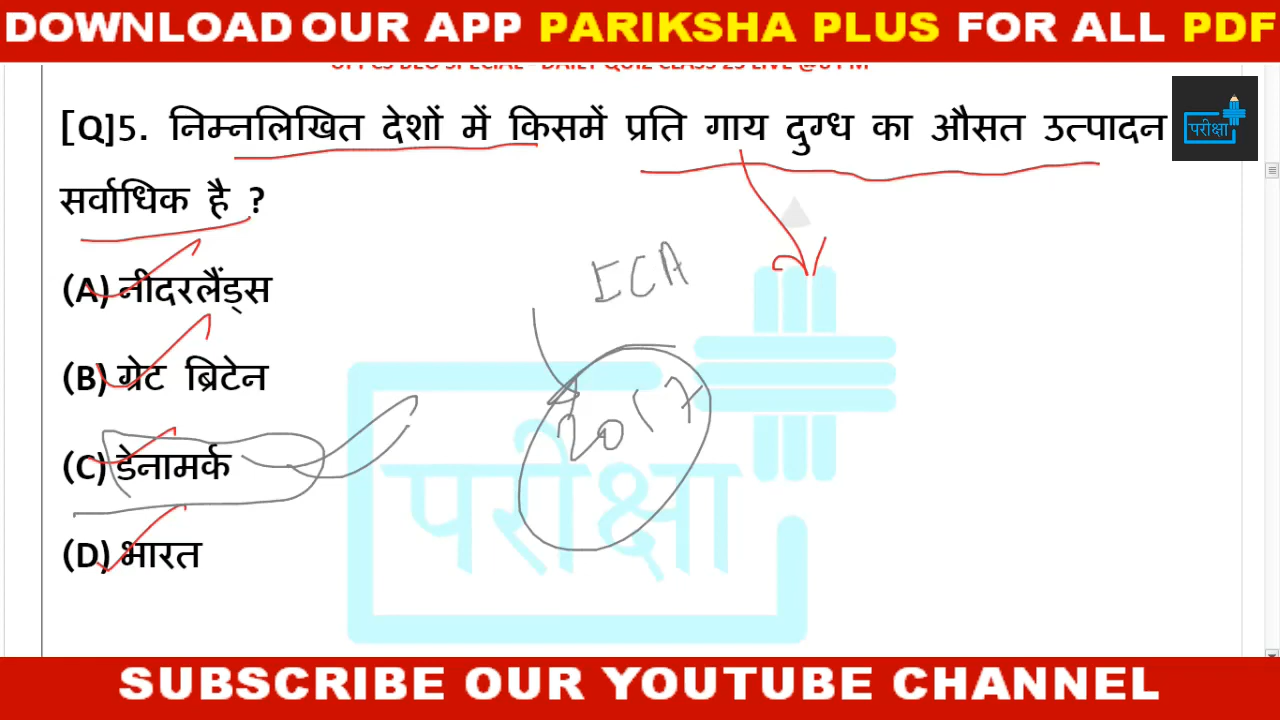 DOWNLOAD OUR APP PARIKSHA PLUS FOR ALL PDF
[Q]5. निम्नलिखित देशों में किसमें प्रति गाय दुग्ध का औसत उत्पादन
परीक्षा
सर्वाधिक है ?
(A) नीदरलैंड्स
ECA
(B) ग्रेट ब्रिटेन
2017
(C) डेनामर्क
परीक्षा
(D) भारत
SUBSCRIBE OUR YOUTUBE CHANNEL